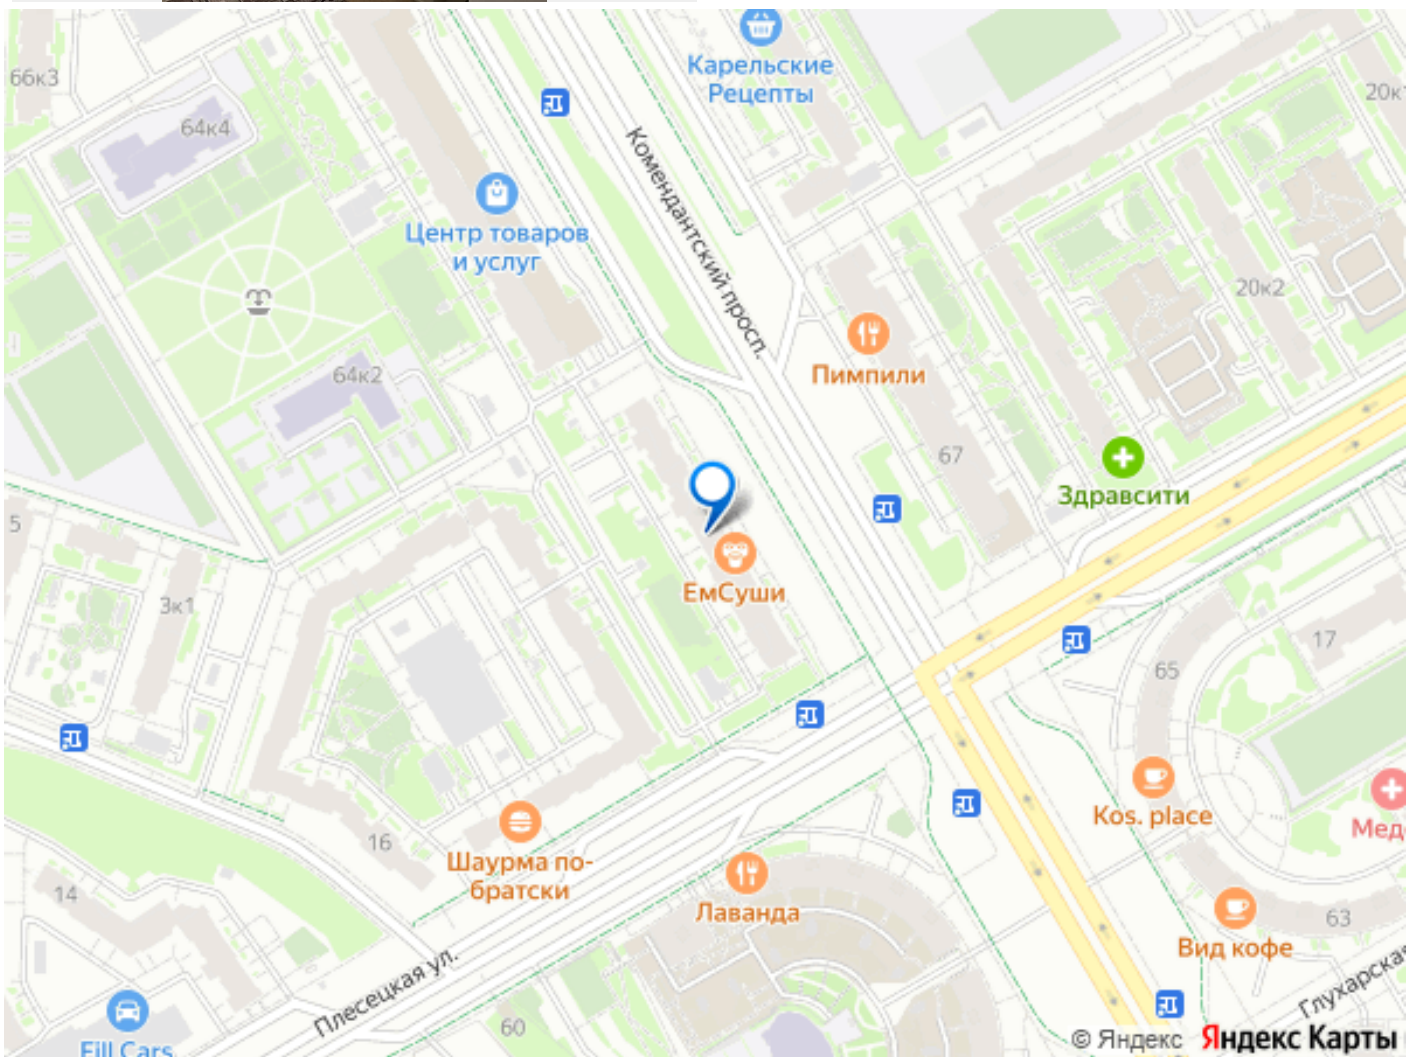 66к3
Карельские
Рецепты
64к4
Комендантский просп.
Центр товаров
и услуг
20к2
64к2
Пимпили
67
Здравсити
5
ЕмСуши
3к1
17
65
Kos. place
16
Шаурма по-
братски
14
Лаванда
63
Вид кофе
Плесецкая ул.
60
Fill Cars
© Яндекс Яндекс Карты